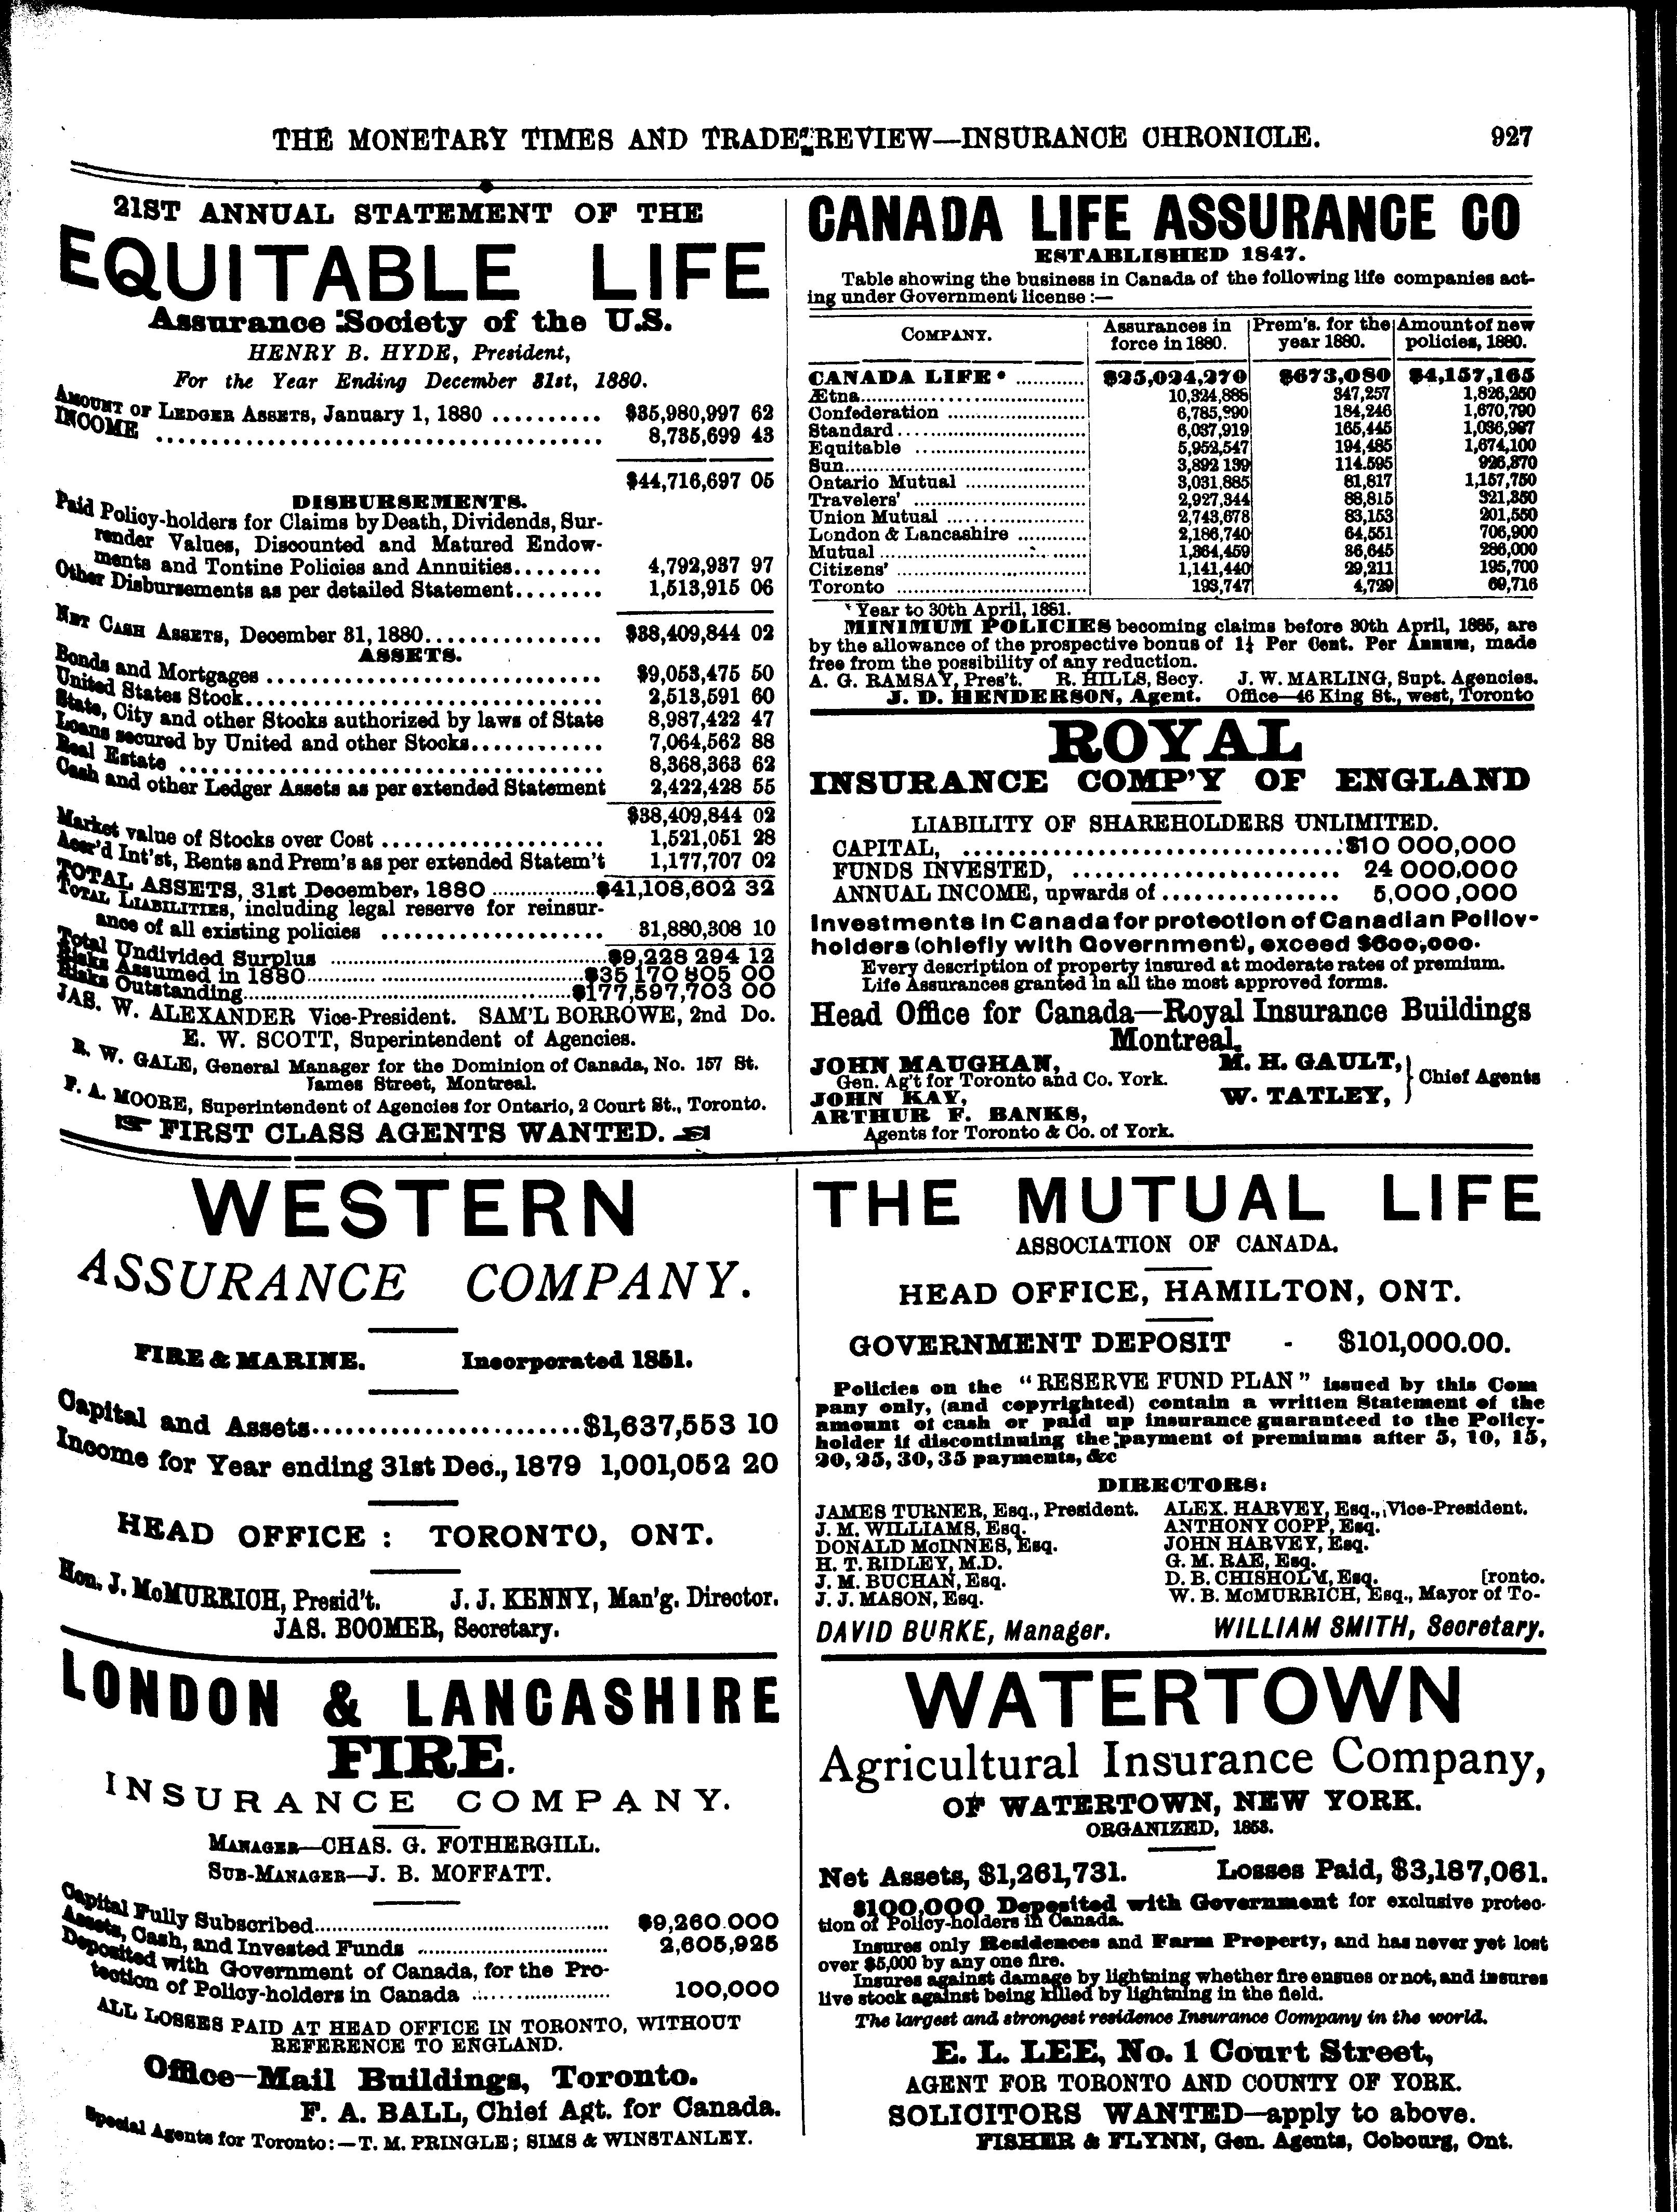 THE MONETARY TIMES AND TRADE REVIEW—INSURANCE CHRONICLE. 927
21ST ANNUAL STATEMENT OF THE
EQUITABLE LIFE
Assurance Society of the U.S.
HENRY B. HYDE, President,
For the Year Ending December 31st, 1880.
AMOUNT OF LEDGER ASSETS, January 1, 1880 .......... $35,980,997 62
INCOME ........................................ 8,735,699 43
$44,716,697 05
DISBURSEMENTS.
Paid Policy-holders for Claims by Death, Dividends, Sur-
render Values, Discounted and Matured Endow-
ments and Tontine Policies and Annuities........ 4,792,937 97
Other Disbursements as per detailed Statement........ 1,513,915 06
NET CASH ASSETS, December 31, 1880................ $38,409,844 02
ASSETS.
Bonds and Mortgages ................................ $9,053,475 50
United States Stock.................................. 2,513,591 60
State, City and other Stocks authorized by laws of State 8,987,422 47
Loans secured by United and other Stocks............ 7,064,562 88
Real Estate ........................................ 8,368,363 62
Cash and other Ledger Assets as per extended Statement 2,422,428 55
$38,409,844 02
Market value of Stocks over Cost ..................... 1,521,051 28
Accr'd Int'st, Rents and Prem's as per extended Statem't 1,177,707 02
TOTAL ASSETS, 31st December, 1880 .................$41,108,602 32
TOTAL LIABILITIES, including legal reserve for reinsur-
ance of all existing policies .................... 31,880,308 10
Total Undivided Surplus ............................$9,228 294 12
Risks Assumed in 1880............................$35 170 805 00
Risks Outstanding............................$177,597,703 00
JAS. W. ALEXANDER Vice-President. SAM'L BORROWE, 2nd Do.
E. W. SCOTT, Superintendent of Agencies.
R. W. GALE, General Manager for the Dominion of Canada, No. 157 St.
James Street, Montreal.
F. A. MOORE, Superintendent of Agencies for Ontario, 2 Court St., Toronto.
☞ FIRST CLASS AGENTS WANTED. ☜
CANADA LIFE ASSURANCE CO
ESTABLISHED 1847.
Table showing the business in Canada of the following life companies act-
ing under Government license:—
COMPANY. Assurances in force in 1880. Prem's. for the year 1880. Amount of new policies, 1880.
CANADA LIFE * ............ $25,024,270 $673,080 $4,157,165
Ætna................ 10,324,888 347,257 1,826,250
Confederation ................ 6,785,990 184,246 1,670,790
Standard................ 6,037,919 165,445 1,036,997
Equitable ................ 5,952,547 194,485 1,674,100
Sun................ 3,892 139 114.595 926,870
Ontario Mutual ................ 3,031,885 81,817 1,157,750
Travelers' ................ 2,927,344 88,815 321,350
Union Mutual ................ 2,743,678 83,153 201,550
London & Lancashire ............ 2,186,740 64,551 706,900
Mutual ................ 1,364,459 36,645 286,000
Citizens' ................ 1,141,440 29,211 195,700
Toronto ................ 193,747 4,729 69,716
* Year to 30th April, 1881.
MINIMUM POLICIES becoming claims before 30th April, 1885, are
by the allowance of the prospective bonus of 1¼ Per Cent. Per Annum, made
free from the possibility of any reduction.
A. G. RAMSAY, Pres't. R. HILLS, Secy. J. W. MARLING, Supt. Agencies.
J. D. HENDERSON, Agent. Office—46 King St., west, Toronto
ROYAL
INSURANCE COMP'Y OF ENGLAND
LIABILITY OF SHAREHOLDERS UNLIMITED.
CAPITAL, ................................ $10 000,000
FUNDS INVESTED, ........................ 24 000,000
ANNUAL INCOME, upwards of ................ 5,000,000
Investments in Canada for protection of Canadian Policy-
holders (chiefly with Government), exceed $600,000.
Every description of property insured at moderate rates of premium.
Life Assurances granted in all the most approved forms.
Head Office for Canada—Royal Insurance Buildings
Montreal.
JOHN MAUGHAN, M. H. GAULT,
Gen. Ag't for Toronto and Co. York. Chief Agents
JOHN KAY, W. TATLEY,
ARTHUR F. BANKS,
Agents for Toronto & Co. of York.
WESTERN
ASSURANCE COMPANY.
FIRE & MARINE. Incorporated 1851.
Capital and Assets..........................$1,637,553 10
Income for Year ending 31st Dec., 1879 1,001,052 20
HEAD OFFICE : TORONTO, ONT.
Hon. J. McMURRICH, Presid't. J. J. KENNY, Man'g. Director.
JAS. BOOMER, Secretary.
THE MUTUAL LIFE
ASSOCIATION OF CANADA.
HEAD OFFICE, HAMILTON, ONT.
GOVERNMENT DEPOSIT - $101,000.00.
Policies on the "RESERVE FUND PLAN" issued by this Com
pany only, (and copyrighted) contain a written Statement of the
amount of cash or paid up insurance guaranteed to the Policy-
holder if discontinuing the payment of premiums after 5, 10, 15,
20, 25, 30, 35 payments, &c
DIRECTORS:
JAMES TURNER, Esq., President. ALEX. HARVEY, Esq., Vice-President.
J. M. WILLIAMS, Esq. ANTHONY COPP, Esq.
DONALD McINNES, Esq. JOHN HARVEY, Esq.
H. T. RIDLEY, M.D. G. M. RAE, Esq.
J. M. BUCHAN, Esq. D. B. CHISHOLM, Esq. [ronto.
J. J. MASON, Esq. W. B. McMURRICH, Esq., Mayor of To-
DAVID BURKE, Manager. WILLIAM SMITH, Secretary.
LONDON & LANCASHIRE
FIRE.
INSURANCE COMPANY.
MANAGER—CHAS. G. FOTHERGILL.
SUB-MANAGER—J. B. MOFFATT.
Capital Fully Subscribed................................ $9,260.000
Assets, Cash, and Invested Funds ................ 2,605,925
Deposited with Government of Canada, for the Pro-
tection of Policy-holders in Canada ................ 100,000
ALL LOSSES PAID AT HEAD OFFICE IN TORONTO, WITHOUT
REFERENCE TO ENGLAND.
Office—Mail Buildings, Toronto.
F. A. BALL, Chief Agt. for Canada.
Special Agents for Toronto:—T. M. PRINGLE; SIMS & WINSTANLEY.
WATERTOWN
Agricultural Insurance Company,
OF WATERTOWN, NEW YORK.
ORGANIZED, 1853.
Net Assets, $1,261,731. Losses Paid, $3,187,061.
$100,000 Deposited with Government for exclusive protec-
tion of Policy-holders in Canada.
Insures only Residences and Farm Property, and has never yet lost
over $5,000 by any one fire.
Insures against damage by lightning whether fire ensues or not, and insures
live stock against being killed by lightning in the field.
The largest and strongest residence Insurance Company in the world.
E. L. LEE, No. 1 Court Street,
AGENT FOR TORONTO AND COUNTY OF YORK.
SOLICITORS WANTED—apply to above.
FISHER & FLYNN, Gen. Agents, Cobourg, Ont.